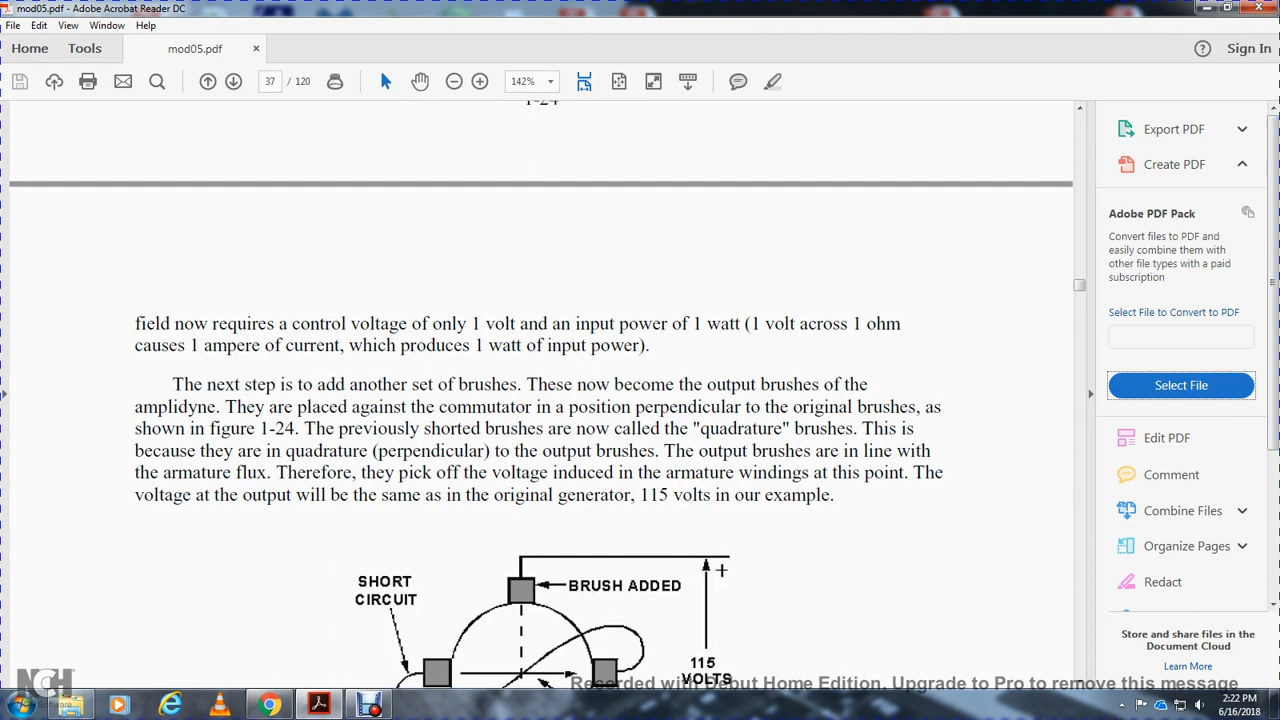 mod05.pdf - Adobe Acrobat Reader DC
File Edit View Window Help
Home Tools mod05.pdf × Sign In
37 / 120 142%
1-24
field now requires a control voltage of only 1 volt and an input power of 1 watt (1 volt across 1 ohm
causes 1 ampere of current, which produces 1 watt of input power).
The next step is to add another set of brushes. These now become the output brushes of the
amplidyne. They are placed against the commutator in a position perpendicular to the original brushes, as
shown in figure 1-24. The previously shorted brushes are now called the "quadrature" brushes. This is
because they are in quadrature (perpendicular) to the output brushes. The output brushes are in line with
the armature flux. Therefore, they pick off the voltage induced in the armature windings at this point. The
voltage at the output will be the same as in the original generator, 115 volts in our example.
SHORT
CIRCUIT
BRUSH ADDED
+
115
VOLTS
Export PDF
Create PDF
Adobe PDF Pack
Convert files to PDF and
easily combine them with
other file types with a paid
subscription
Select File to Convert to PDF
Select File
Edit PDF
Comment
Combine Files
Organize Pages
Redact
Store and share files in the
Document Cloud
Learn More
NCH
Software
Recorded with Debut Home Edition. Upgrade to Pro to remove this message
2:22 PM
6/16/2018